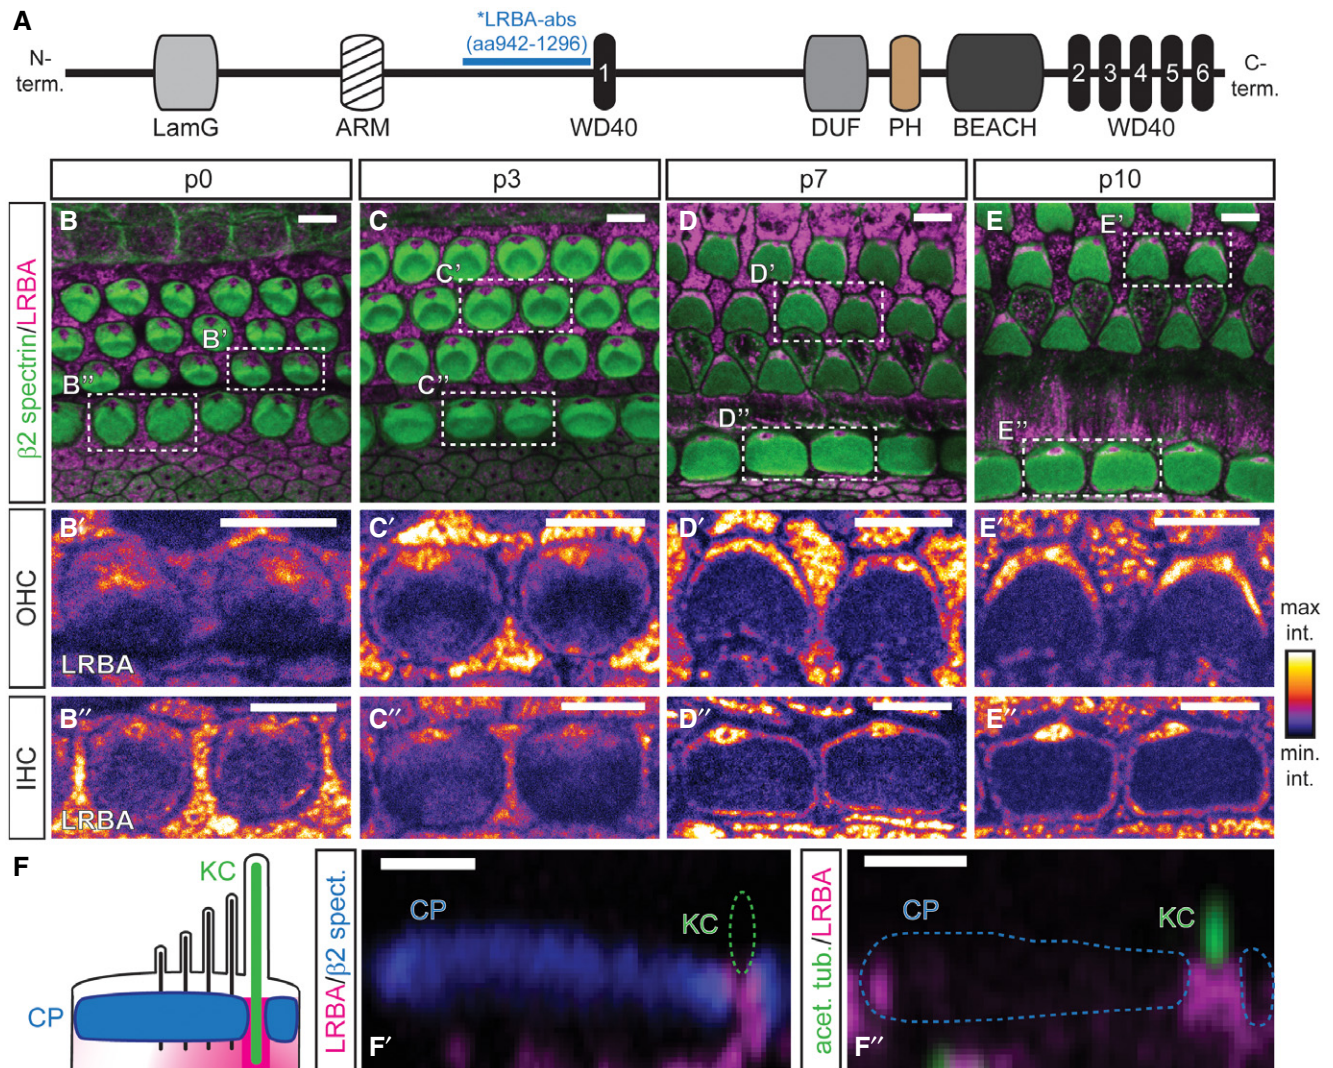 A
*LRBA-abs
(aa942-1296)
N-
term.
1
2
3
4
5
6
C-
term.
LamG
ARM
WD40
DUF
PH
BEACH
WD40
p0
p3
p7
p10
β2 spectrin/LRBA
B
B'
B''
C
C'
C''
D
D'
D''
E
E'
E''
OHC
B′
LRBA
C′
D′
E′
max
int.
min.
int.
IHC
B″
LRBA
C″
D″
E″
F
KC
CP
LRBA/β2 spect.
CP
KC
F′
acet. tub./LRBA
CP
KC
F″